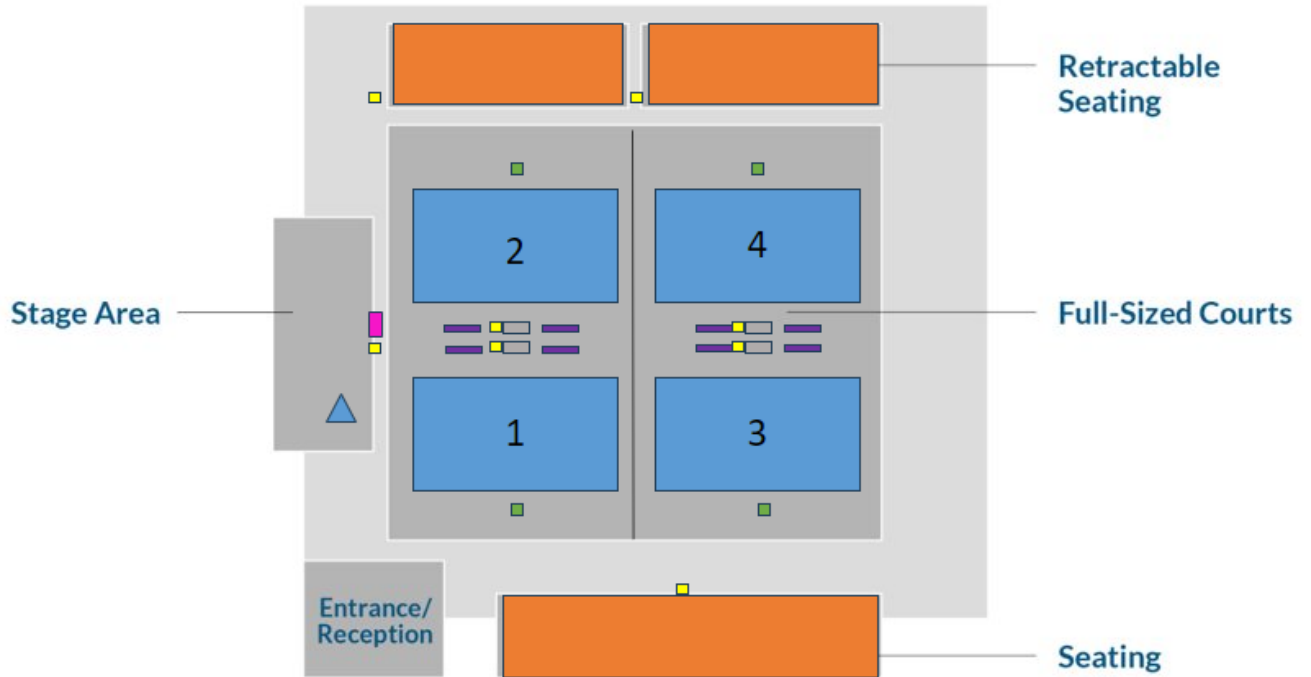 Retractable
Seating
2
4
Stage Area
Full-Sized Courts
1
3
Entrance/
Reception
Seating